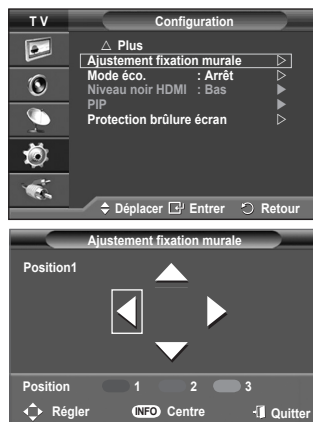 TV Configuration
△ Plus
Ajustement fixation murale ▷
Mode éco. : Arrêt ▷
Niveau noir HDMI : Bas ▶
PIP ▶
Protection brûlure écran ▷
Déplacer Entrer Retour
Ajustement fixation murale
Position1
Position 1 2 3
Régler INFO Centre Quitter